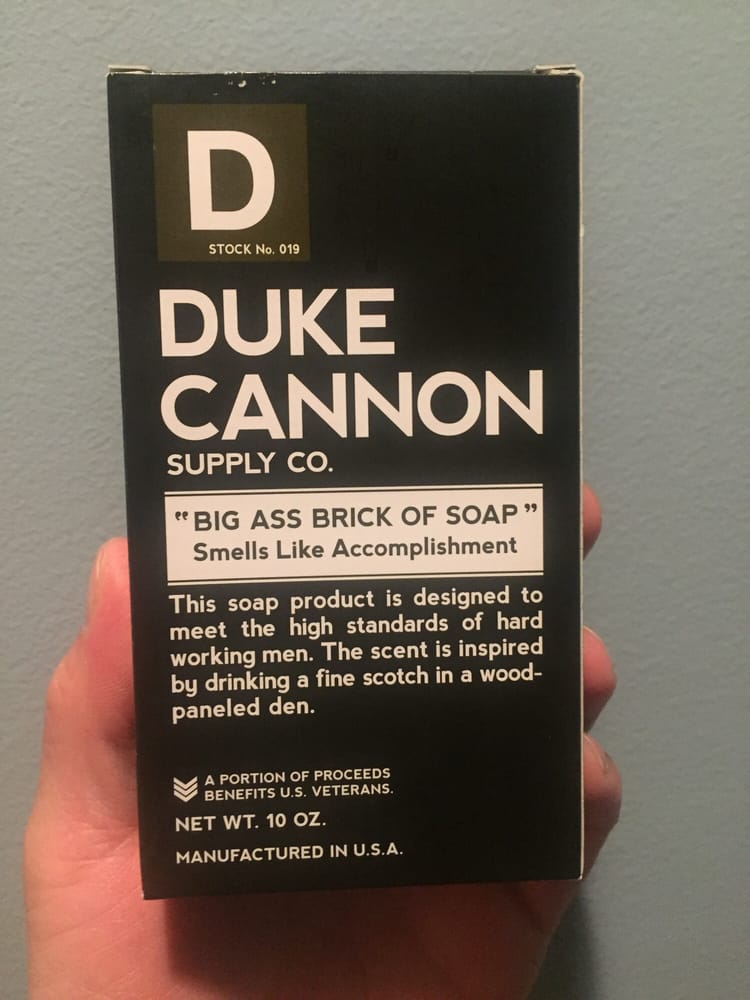 D
STOCK No. 019
DUKE
CANNON
SUPPLY CO.
“BIG ASS BRICK OF SOAP”
Smells Like Accomplishment
This soap product is designed to
meet the high standards of hard
working men. The scent is inspired
by drinking a fine scotch in a wood-
paneled den.
A PORTION OF PROCEEDS
BENEFITS U.S. VETERANS.
NET WT. 10 OZ.
MANUFACTURED IN U.S.A.